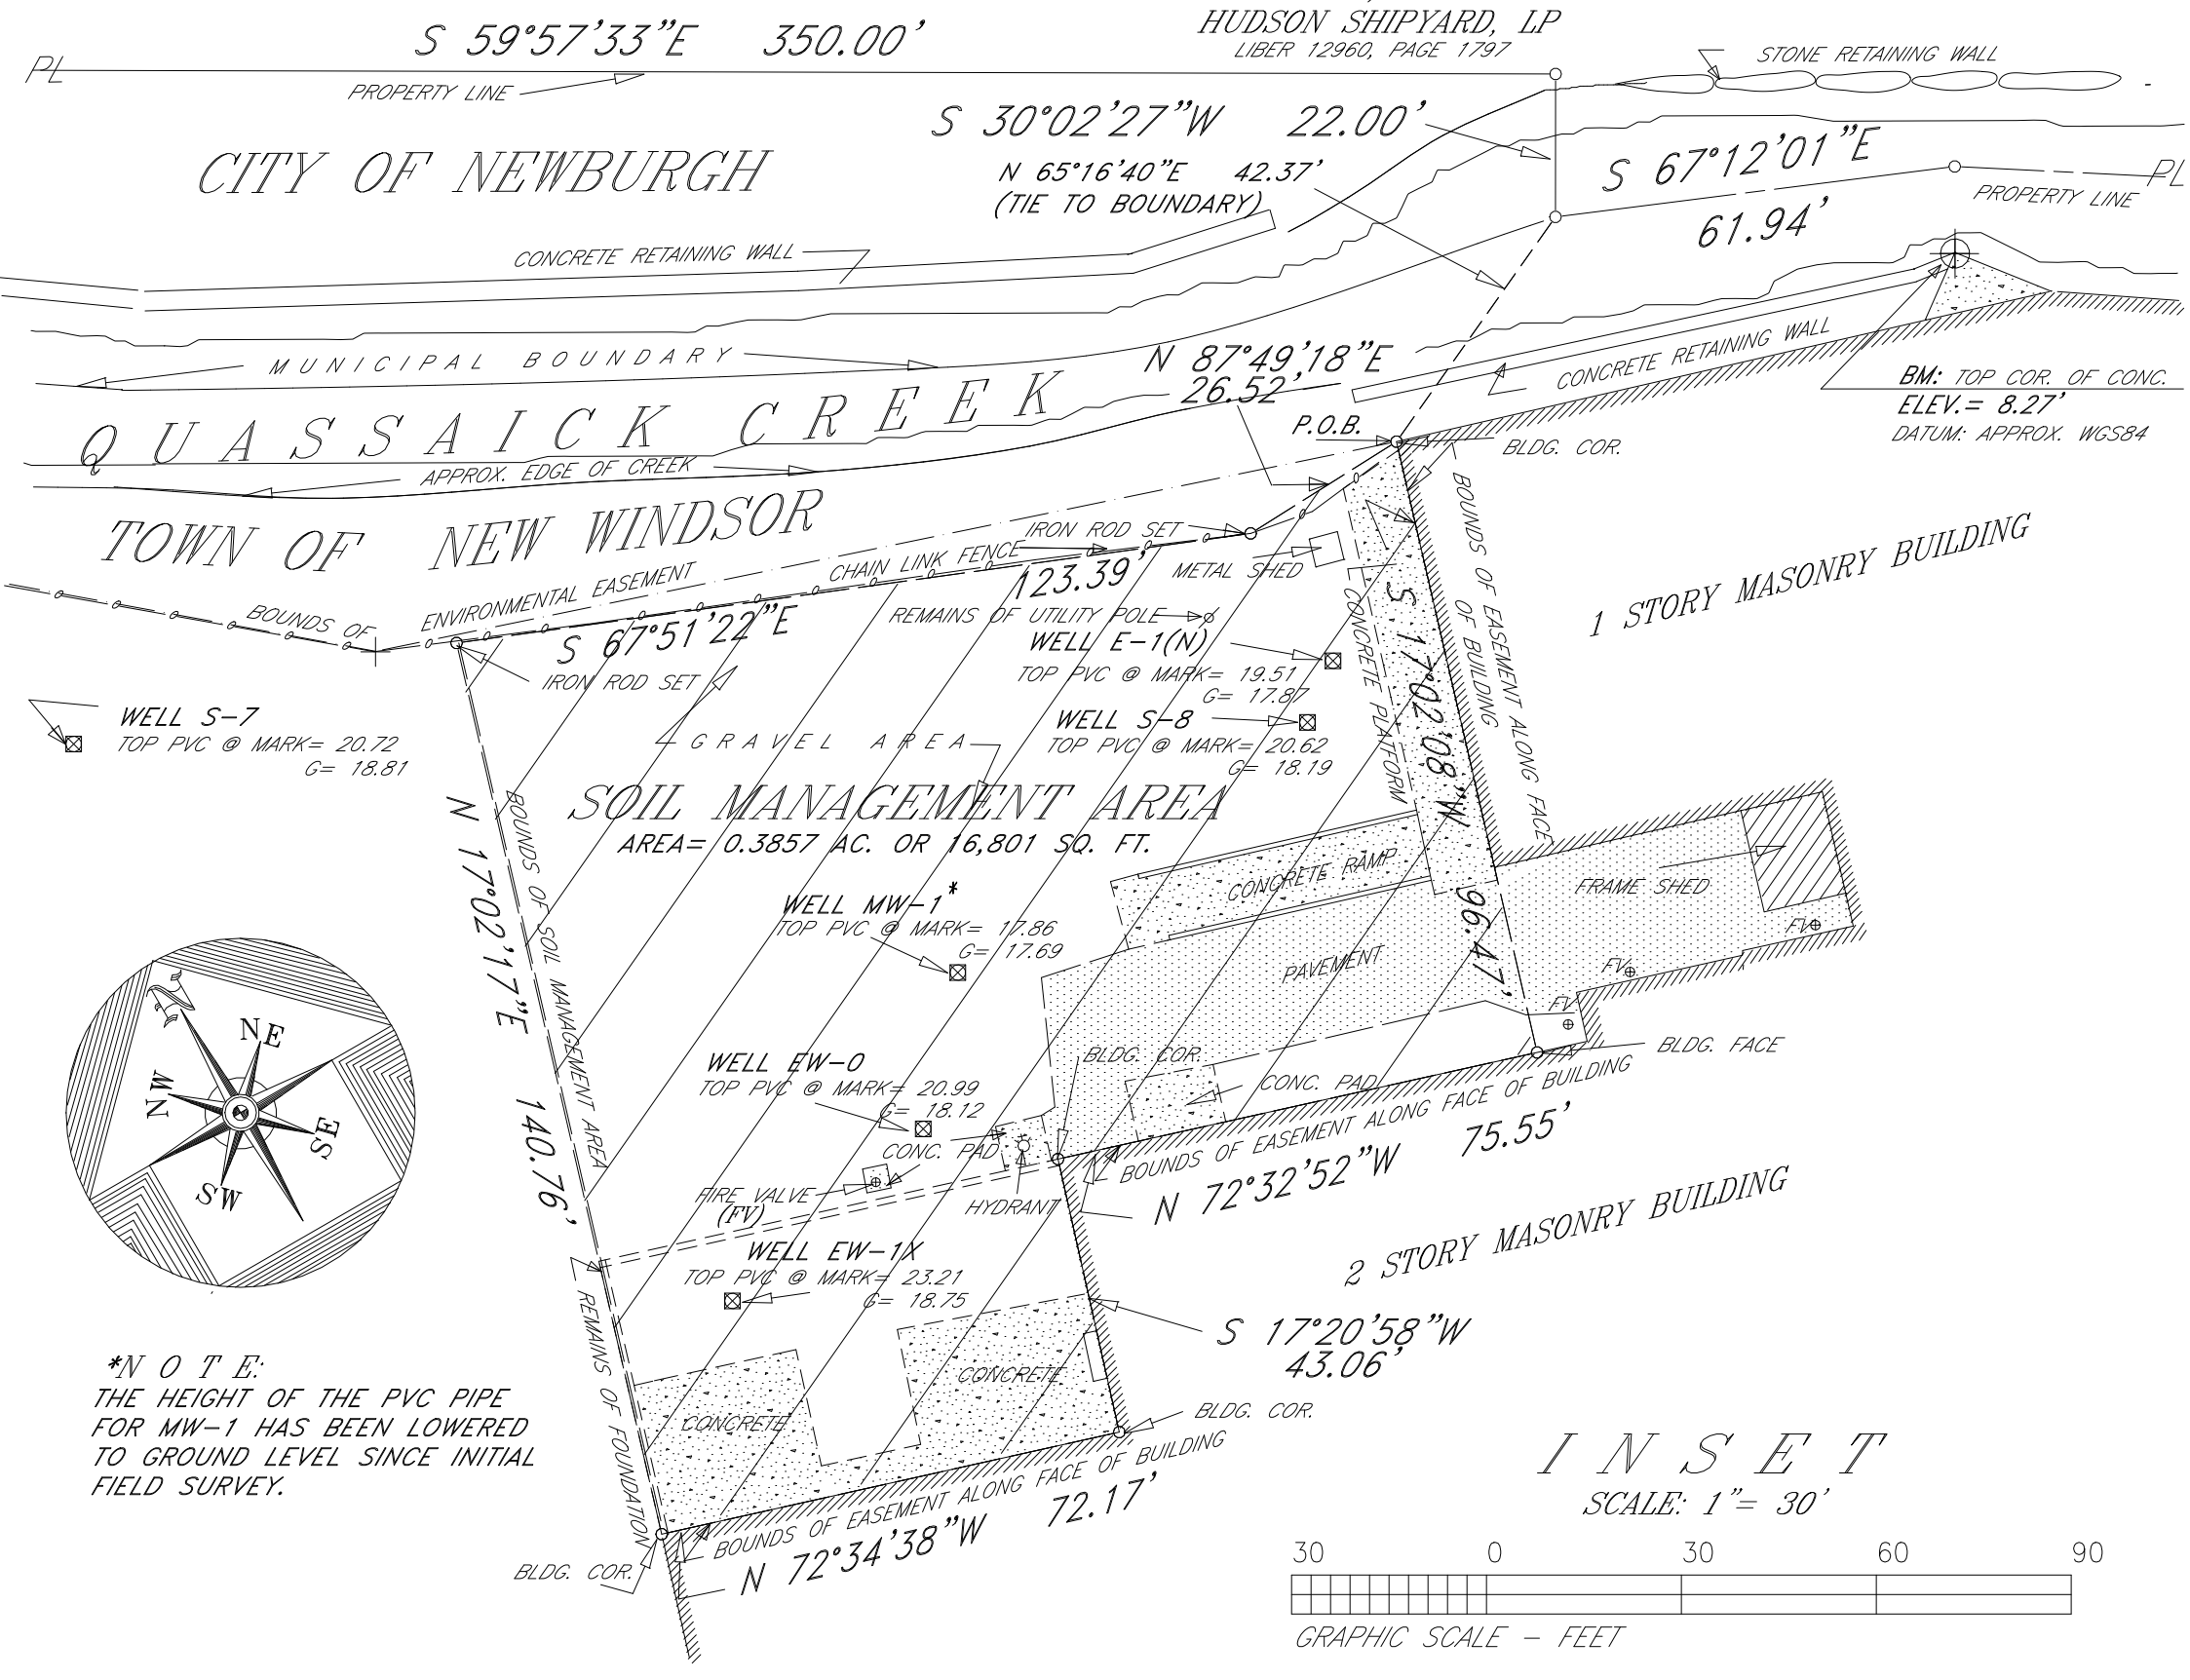 HUDSON SHIPYARD, LP
LIBER 12960, PAGE 1797
S 59°57'33"E 350.00'
PL
PROPERTY LINE
STONE RETAINING WALL
S 30°02'27"W 22.00'
CITY OF NEWBURGH
N 65°16'40"E 42.37'
(TIE TO BOUNDARY)
S 67°12'01"E
61.94'
PL
PROPERTY LINE
CONCRETE RETAINING WALL
MUNICIPAL BOUNDARY
N 87°49'18"E
26.52'
CONCRETE RETAINING WALL
BM: TOP COR. OF CONC.
ELEV.= 8.27'
DATUM: APPROX. WGS84
QUASSAICK CREEK
APPROX. EDGE OF CREEK
P.O.B.
BLDG. COR.
TOWN OF NEW WINDSOR
IRON ROD SET
CHAIN LINK FENCE
123.39'
METAL SHED
BOUNDS OF
ENVIRONMENTAL EASEMENT
S 67°51'22"E
IRON ROD SET
REMAINS OF UTILITY POLE
BOUNDS OF EASEMENT ALONG FACE
OF BUILDING
1 STORY MASONRY BUILDING
CONCRETE PLATFORM
S 17°02'08"W 96.47'
WELL E-1(N)
TOP PVC @ MARK= 19.51
G= 17.87
WELL S-8
TOP PVC @ MARK= 20.62
G= 18.19
WELL S-7
TOP PVC @ MARK= 20.72
G= 18.81
GRAVEL AREA
SOIL MANAGEMENT AREA
AREA= 0.3857 AC. OR 16,801 SQ. FT.
N 17°02'17"E 140.76'
BOUNDS OF SOIL MANAGEMENT AREA
WELL MW-1*
TOP PVC @ MARK= 17.86
G= 17.69
CONCRETE RAMP
FRAME SHED
PAVEMENT
FV
FV
FV
N
NE
NW
SE
SW
WELL EW-0
TOP PVC @ MARK= 20.99
G= 18.12
BLDG. COR.
BLDG. FACE
CONC. PAD
CONC. PAD
BOUNDS OF EASEMENT ALONG FACE OF BUILDING
N 72°32'52"W 75.55'
FIRE VALVE
(FV)
HYDRANT
2 STORY MASONRY BUILDING
WELL EW-1X
TOP PVC @ MARK= 23.21
G= 18.75
REMAINS OF FOUNDATION
S 17°20'58"W
43.06'
CONCRETE
CONCRETE
BLDG. COR.
BOUNDS OF EASEMENT ALONG FACE OF BUILDING
N 72°34'38"W 72.17'
BLDG. COR.
*NOTE:
THE HEIGHT OF THE PVC PIPE
FOR MW-1 HAS BEEN LOWERED
TO GROUND LEVEL SINCE INITIAL
FIELD SURVEY.
INSET
SCALE: 1"= 30'
30 0 30 60 90
GRAPHIC SCALE - FEET